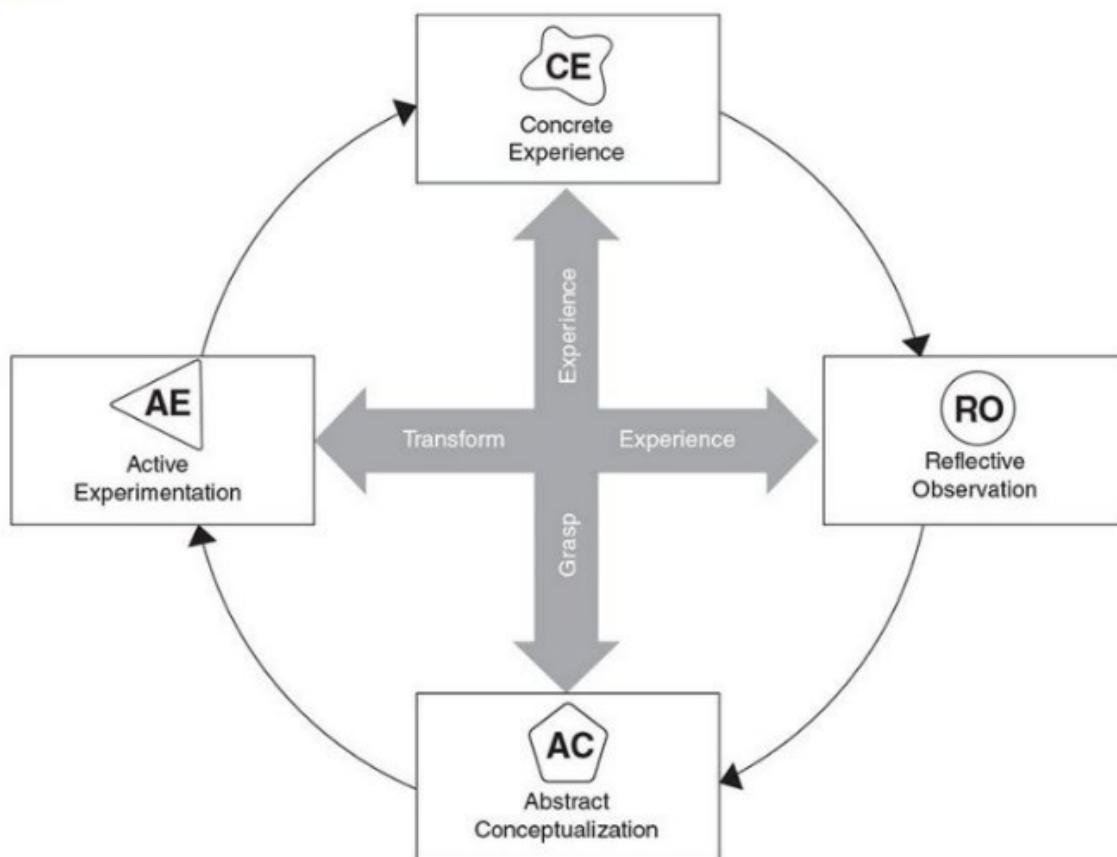 CE
Concrete
Experience
Experience
AE
Active
Experimentation
Transform
Experience
RO
Reflective
Observation
Grasp
AC
Abstract
Conceptualization